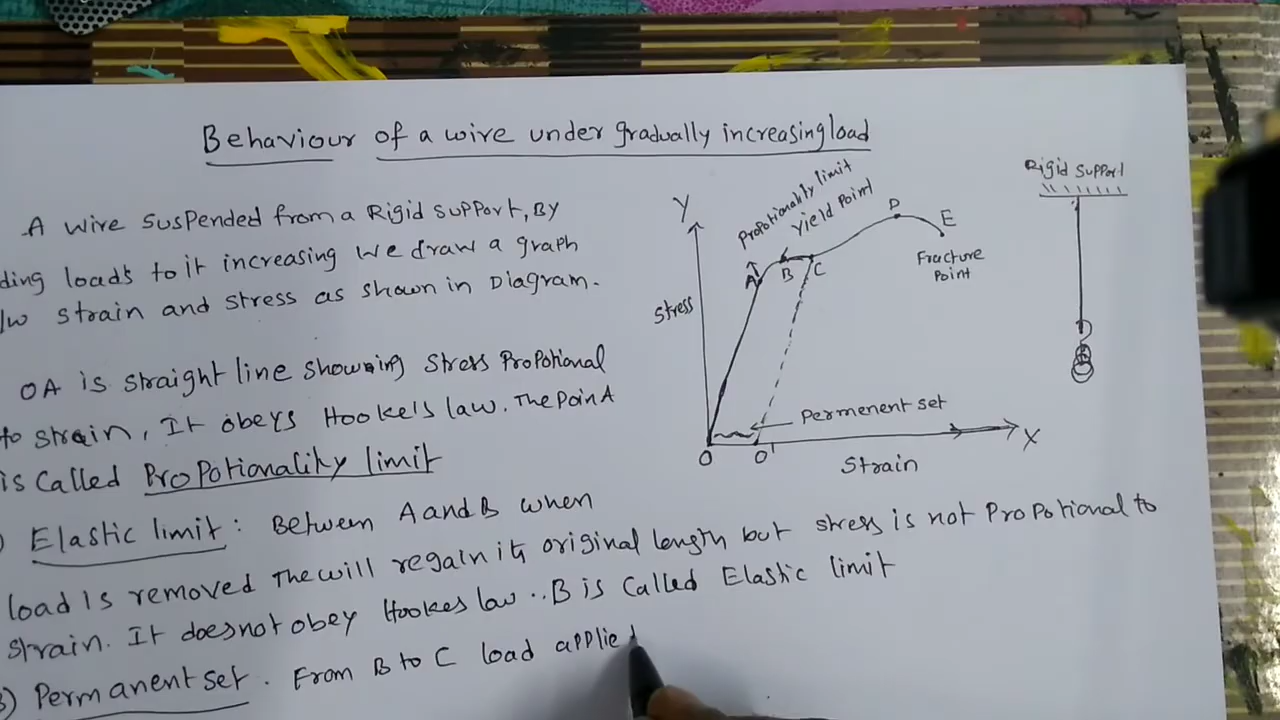 Behaviour of a wire under gradually increasing load
A wire suspended from a Rigid support, By
ding loads to it increasing we draw a graph
/w strain and stress as shown in Diagram.
OA is straight line showing stress Propotional
to strain, It obeys Hooke's law. The poin A
is called Propotionality limit
) Elastic limit: Between A and B when
load is removed The will regain its original length but stress is not Propotional to
strain. It does not obey Hookes law ∴ B is called Elastic limit
3) Permanent set. From B to C load applied
Y
Stress
Propotionality limit
yield Point
A
B
C
D
E
Fracture
Point
Permenent set
O
O'
Strain
X
Rigid support